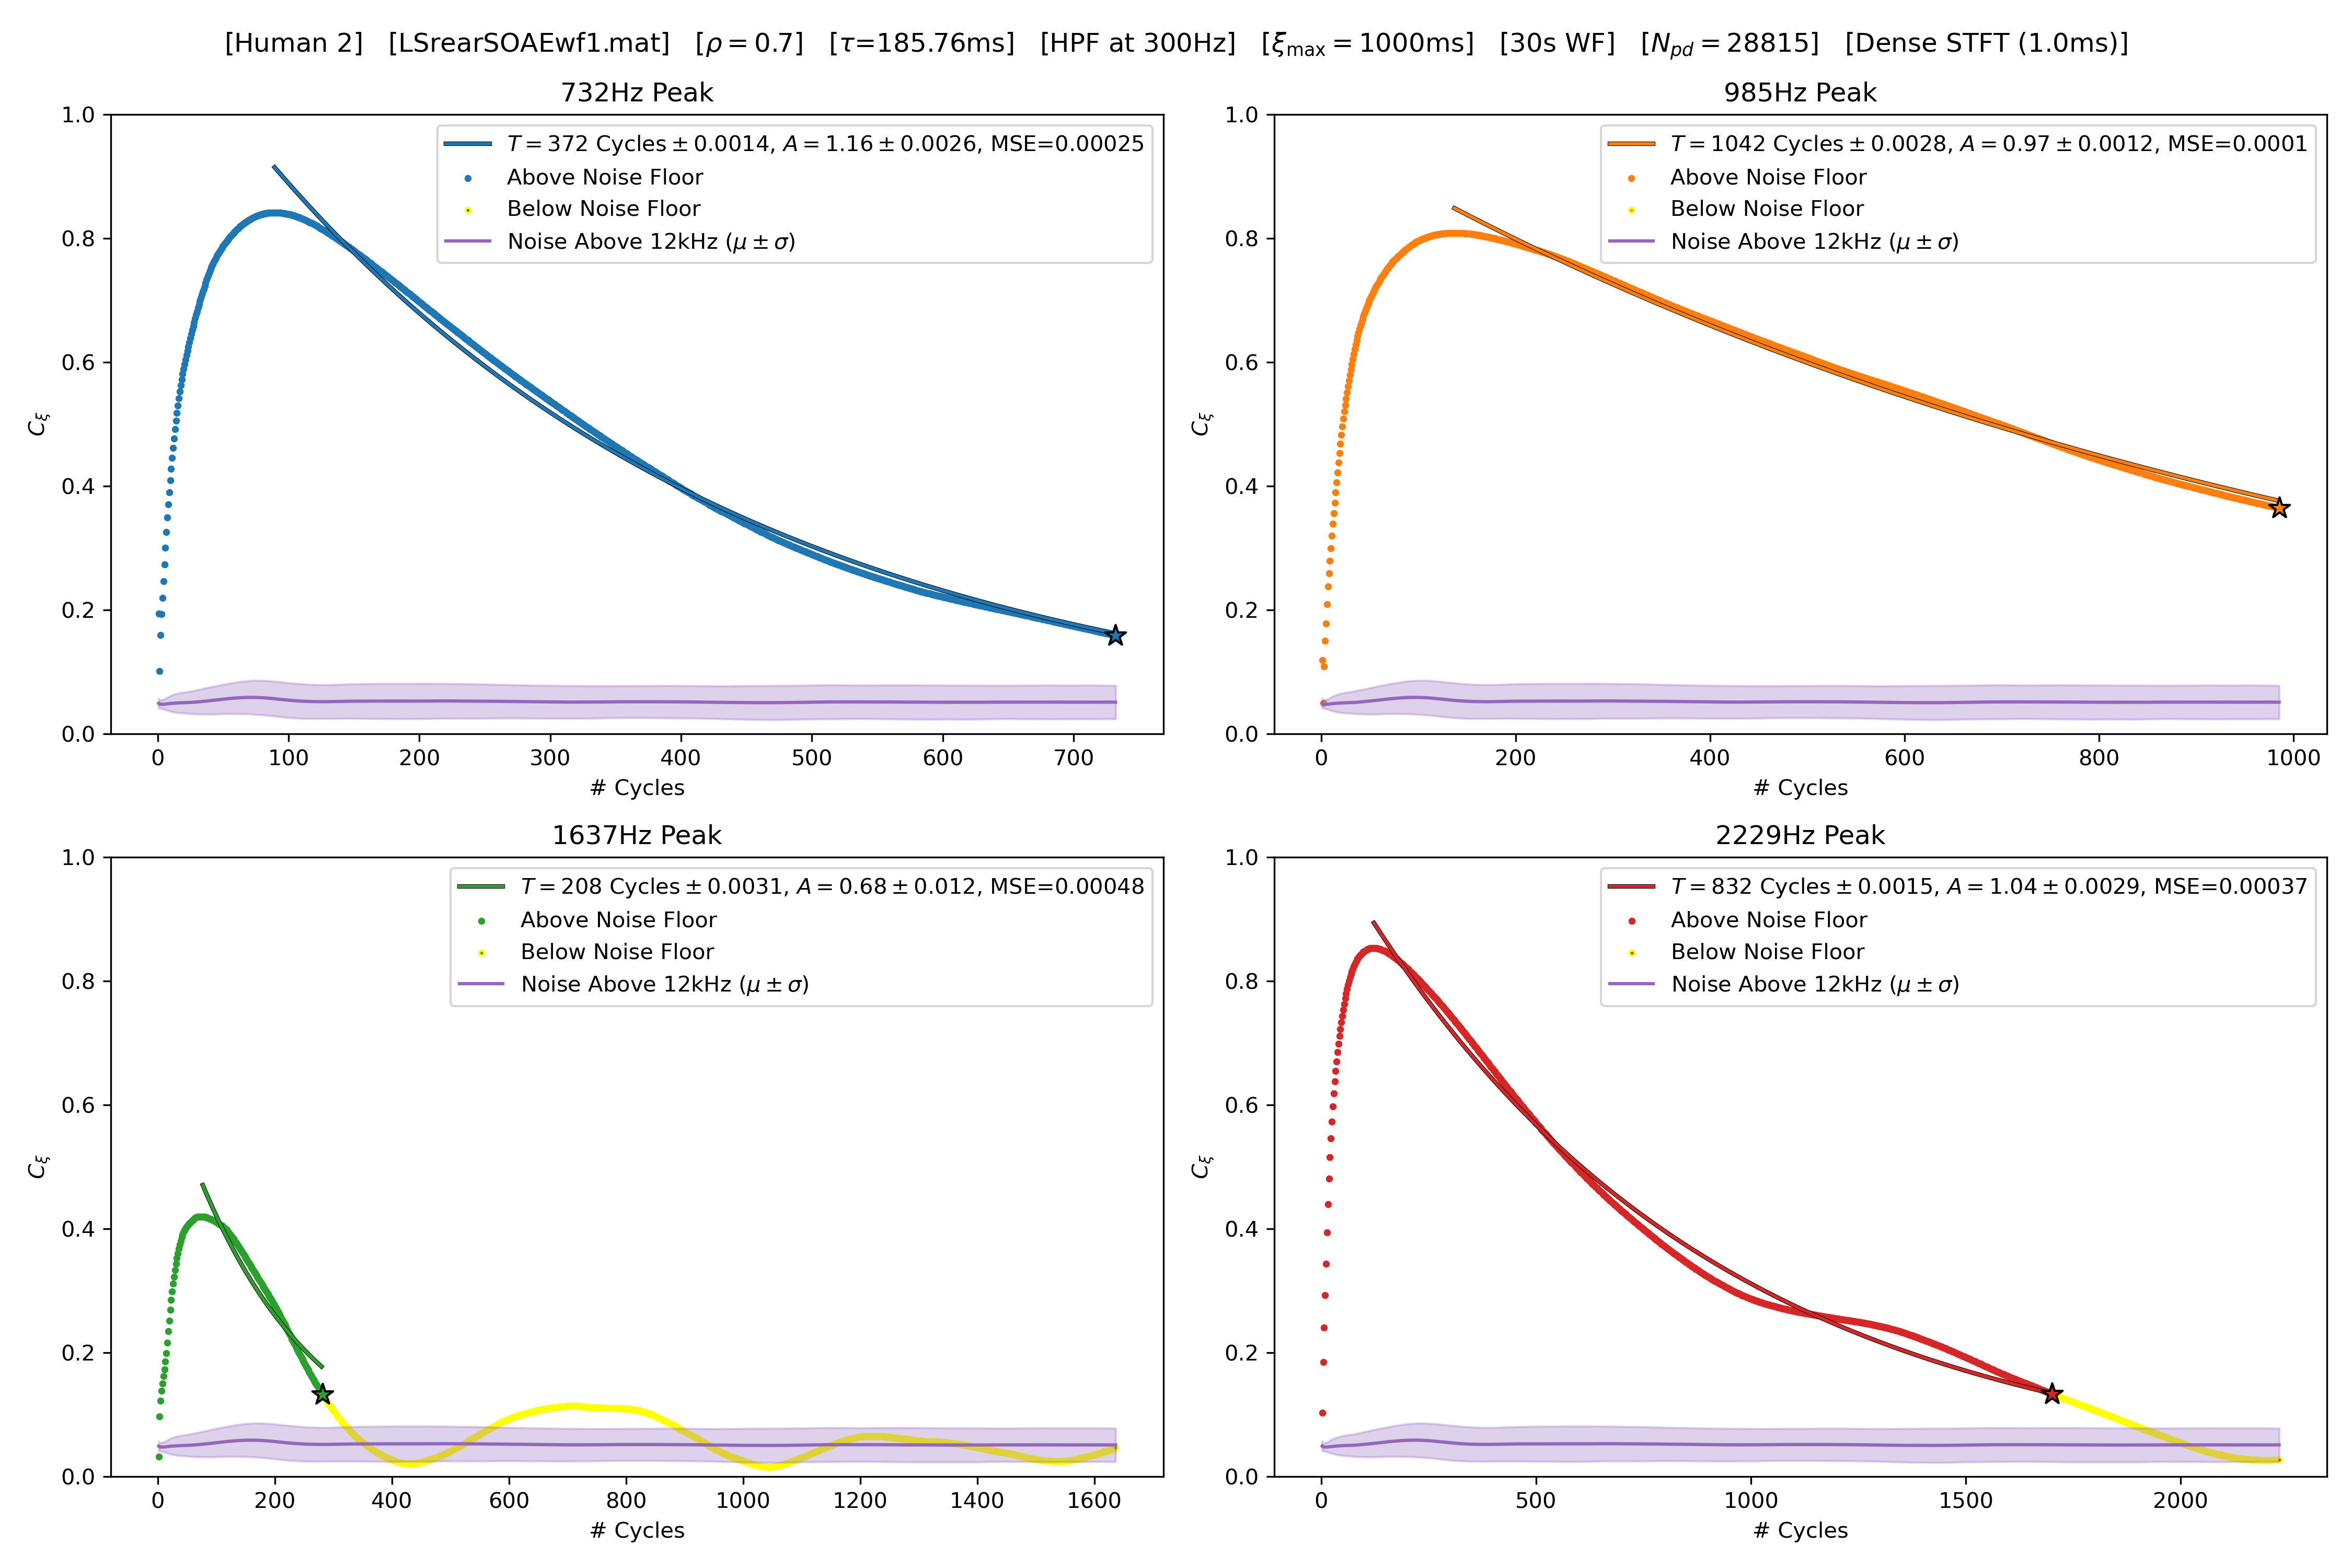 [Human 2] [LSrearSOAEwf1.mat] [ρ = 0.7] [τ=185.76ms] [HPF at 300Hz] [ξmax = 1000ms] [30s WF] [Npd = 28815] [Dense STFT (1.0ms)]
732Hz Peak
T = 372 Cycles ± 0.0014, A = 1.16 ± 0.0026, MSE=0.00025
Above Noise Floor
Below Noise Floor
Noise Above 12kHz (μ ± σ)
1.0
0.8
0.6
0.4
0.2
0.0
Cξ
0 100 200 300 400 500 600 700
# Cycles
985Hz Peak
T = 1042 Cycles ± 0.0028, A = 0.97 ± 0.0012, MSE=0.0001
Above Noise Floor
Below Noise Floor
Noise Above 12kHz (μ ± σ)
1.0
0.8
0.6
0.4
0.2
0.0
Cξ
0 200 400 600 800 1000
# Cycles
1637Hz Peak
T = 208 Cycles ± 0.0031, A = 0.68 ± 0.012, MSE=0.00048
Above Noise Floor
Below Noise Floor
Noise Above 12kHz (μ ± σ)
1.0
0.8
0.6
0.4
0.2
0.0
Cξ
0 200 400 600 800 1000 1200 1400 1600
# Cycles
2229Hz Peak
T = 832 Cycles ± 0.0015, A = 1.04 ± 0.0029, MSE=0.00037
Above Noise Floor
Below Noise Floor
Noise Above 12kHz (μ ± σ)
1.0
0.8
0.6
0.4
0.2
0.0
Cξ
0 500 1000 1500 2000
# Cycles